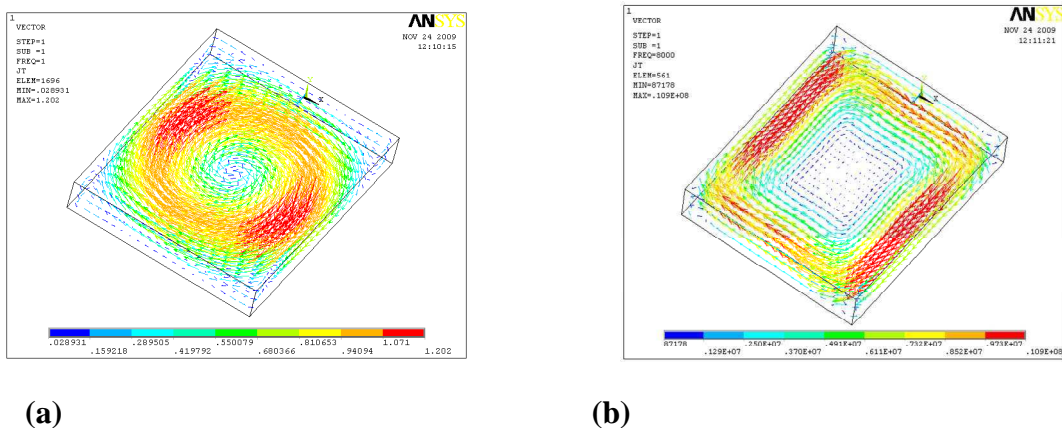 1
VECTOR
STEP=1
SUB =1
FREQ=1
JT
ELEM=1696
MIN=.028931
MAX=1.202
ANSYS
NOV 24 2009
12:10:15
.028931 .289505 .550079 .810653 1.071
.159218 .419792 .680366 .94094 1.202
(a)
1
VECTOR
STEP=1
SUB =1
FREQ=8000
JT
ELEM=561
MIN=87178
MAX=.109E+08
ANSYS
NOV 24 2009
12:11:21
87178 .250E+07 .491E+07 .732E+07 .973E+07
.129E+07 .370E+07 .611E+07 .852E+07 .109E+08
(b)